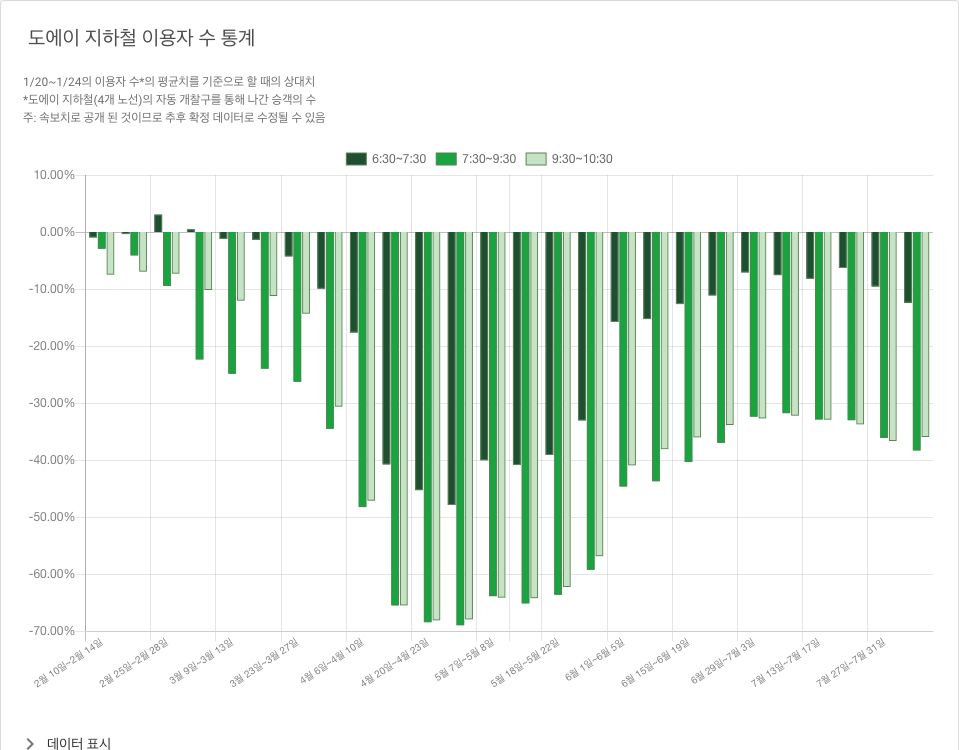 도에이 지하철 이용자 수 통계
1/20~1/24의 이용자 수*의 평균치를 기준으로 할 때의 상대치
*도에이 지하철(4개 노선)의 자동 개찰구를 통해 나간 승객의 수
주: 속보치로 공개 된 것이므로 추후 확정 데이터로 수정될 수 있음
6:30~7:30 7:30~9:30 9:30~10:30
10.00%
0.00%
-10.00%
-20.00%
-30.00%
-40.00%
-50.00%
-60.00%
-70.00%
2월 10일~2월 14일
2월 25일~2월 28일
3월 9일~3월 13일
3월 23일~3월 27일
4월 6일~4월 10일
4월 20일~4월 23일
5월 7일~5월 8일
5월 18일~5월 22일
6월 1일~6월 5일
6월 15일~6월 19일
6월 29일~7월 3일
7월 13일~7월 17일
7월 27일~7월 31일
데이터 표시